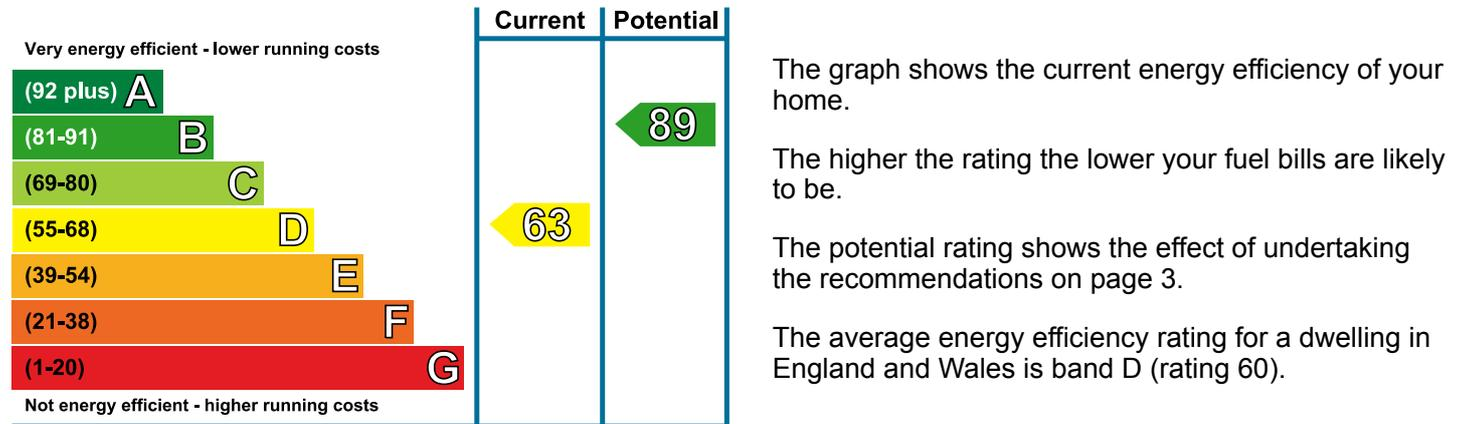 Current Potential
Very energy efficient - lower running costs
(92 plus) A
(81-91) B
89
(69-80) C
(55-68) D
63
(39-54) E
(21-38) F
(1-20) G
Not energy efficient - higher running costs
The graph shows the current energy efficiency of your
home.
The higher the rating the lower your fuel bills are likely
to be.
The potential rating shows the effect of undertaking
the recommendations on page 3.
The average energy efficiency rating for a dwelling in
England and Wales is band D (rating 60).